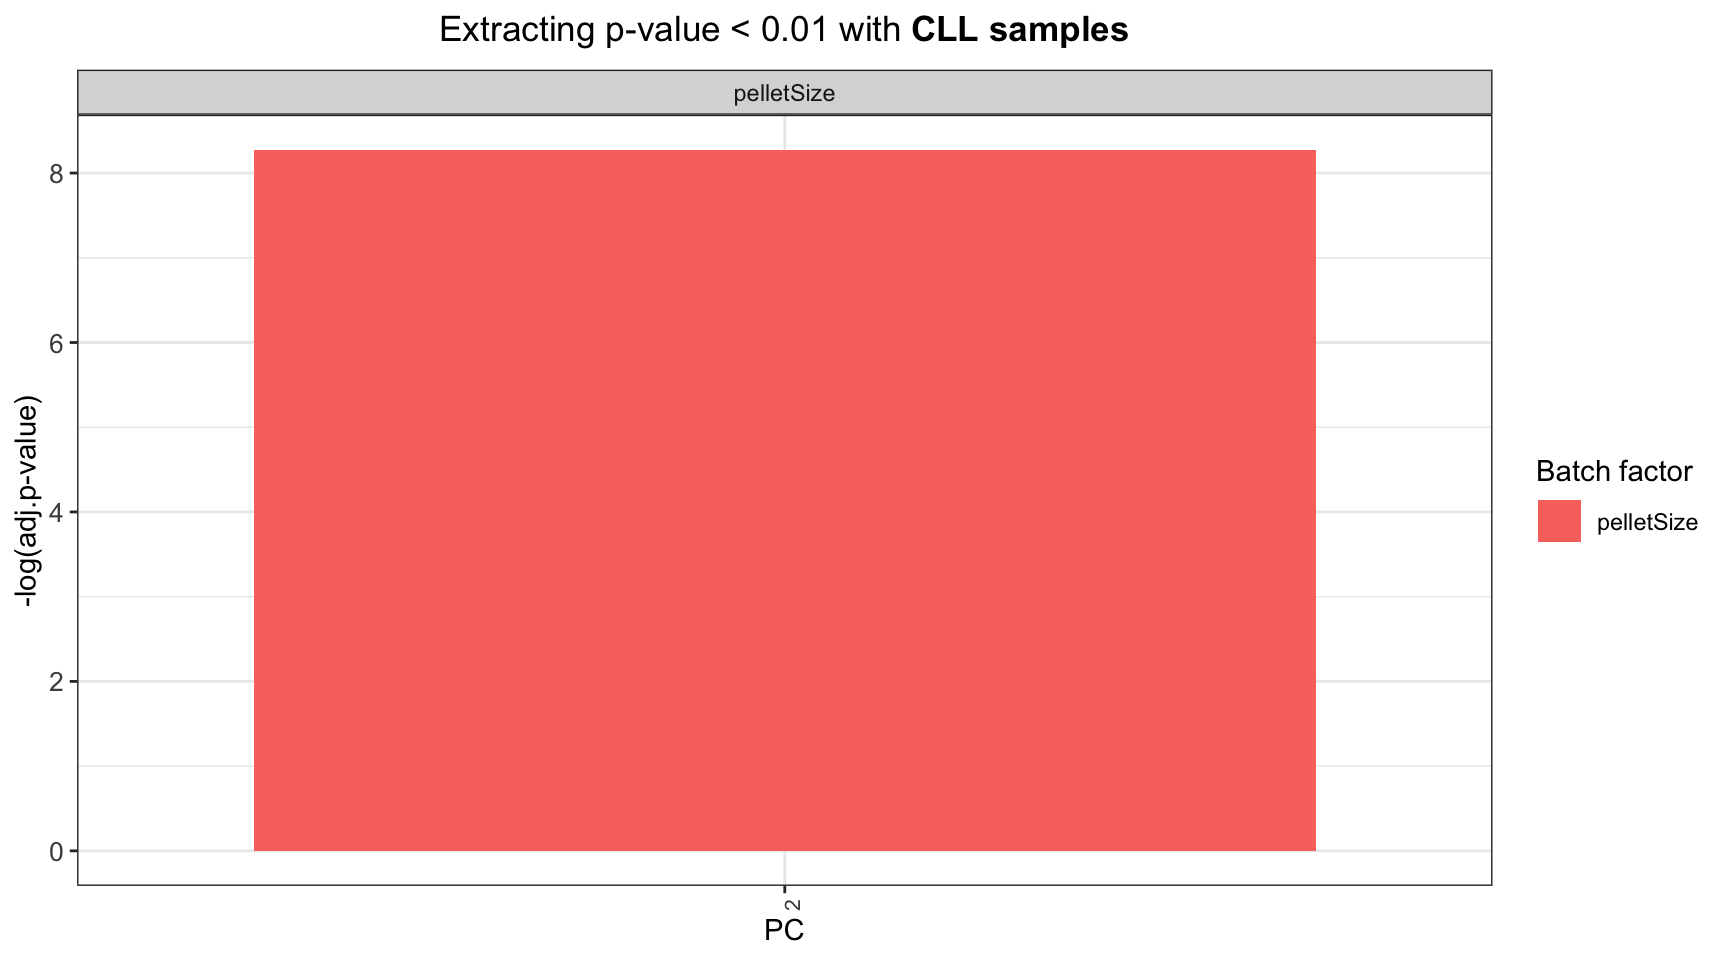 Extracting p-value < 0.01 with CLL samples
pelletSize
8
6
4
2
0
-log(adj.p-value)
2
PC
Batch factor
pelletSize